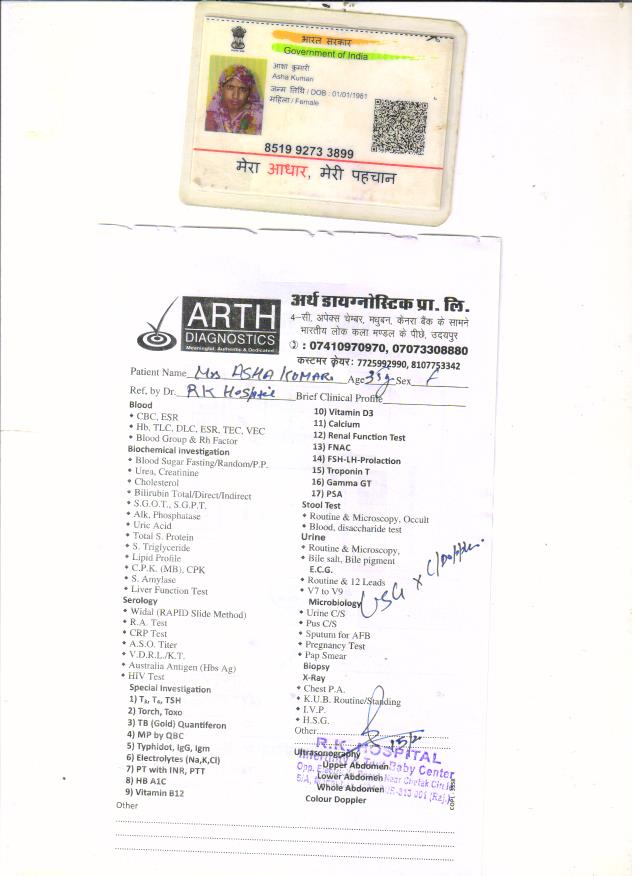 भारत सरकार
Government of India
आशा कुमारी
Asha Kumari
जन्म तिथि / DOB : 01/01/1981
महिला / Female
8519 9273 3899
मेरा आधार, मेरी पहचान
ARTH
DIAGNOSTICS
Meaningful, Authentic & Dedicated
अर्थ डायग्नोस्टिक प्रा. लि.
4-सी, अपेक्स चेम्बर, मधुबन, केनरा बैंक के सामने
भारतीय लोक कला मण्डल के पीछे, उदयपुर
: 07410970970, 07073308880
कस्टमर केयर: 7725992990, 8107753342
Patient Name Mrs ASHA KUMARI Age 35y Sex F
Ref, by Dr. RK Hospital Brief Clinical Profile
Blood
CBC, ESR
Hb, TLC, DLC, ESR, TEC, VEC
Blood Group & Rh Factor
Biochemical investigation
Blood Sugar Fasting/Random/P.P.
Urea, Creatinine
Cholesterol
Bilirubin Total/Direct/Indirect
S.G.O.T., S.G.P.T.
Alk, Phosphatase
Uric Acid
Total S. Protein
S. Triglyceride
Lipid Profile
C.P.K. (MB), CPK
S. Amylase
Liver Function Test
Serology
Widal (RAPID Slide Method)
R.A. Test
CRP Test
A.S.O. Titer
V.D.R.L./K.T.
Australia Antigen (Hbs Ag)
HIV Test
Special Investigation
1) T₃, T₄, TSH
2) Torch, Toxo
3) TB (Gold) Quantiferon
4) MP by QBC
5) Typhidot, IgG, Igm
6) Electrolytes (Na,K,Cl)
7) PT with INR, PTT
8) HB A1C
9) Vitamin B12
Other
10) Vitamin D3
11) Calcium
12) Renal Function Test
13) FNAC
14) FSH-LH-Prolaction
15) Troponin T
16) Gamma GT
17) PSA
Stool Test
Routine & Microscopy, Occult
Blood, disaccharide test
Urine
Routine & Microscopy,
Bile salt, Bile pigment
E.C.G.
Routine & 12 Leads
V7 to V9
Microbiology
Urine C/S
Pus C/S
Sputum for AFB
Pregnancy Test
Pap Smear
Biopsy
X-Ray
Chest P.A.
K.U.B. Routine/Standing
I.V.P.
H.S.G.
Other
Ultrasonography
Upper Abdomen
Lower Abdomen
Whole Abdomen
Colour Doppler
USG
C/Doppler
R.K. HOSPITAL
Baby Center
Near Chetak Circle
313 001 (Raj.)